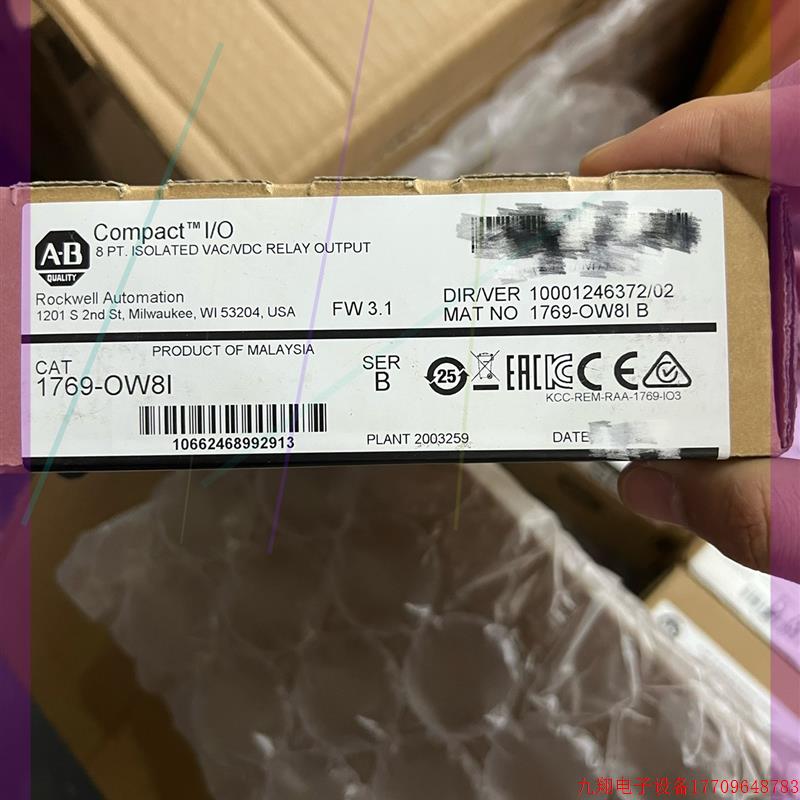 Compact™ I/O
8 PT. ISOLATED VAC/VDC RELAY OUTPUT
A-B
QUALITY
Rockwell Automation
1201 S 2nd St, Milwaukee, WI 53204, USA
FW 3.1
DIR/VER 10001246372/02
MAT NO 1769-OW8I B
PRODUCT OF MALAYSIA
CAT
1769-OW8I
SER
B
25
EAC
CE
KCC-REM-RAA-1769-IO3
10662468992913
PLANT 2003259
DATE
九翔电子设备17709648783